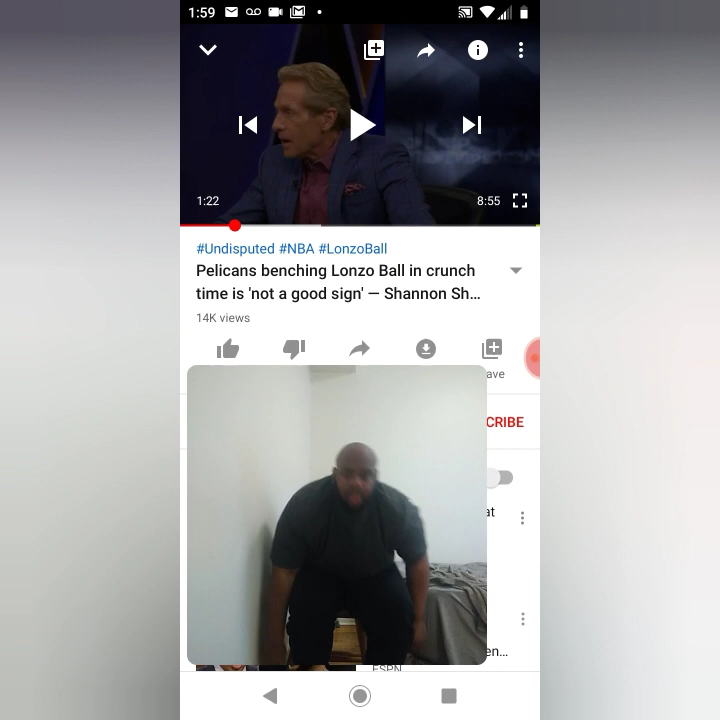 1:59
1:22
8:55
#Undisputed #NBA #LonzoBall
Pelicans benching Lonzo Ball in crunch
time is 'not a good sign' — Shannon Sh...
14K views
ave
CRIBE
at
en...
ESPN